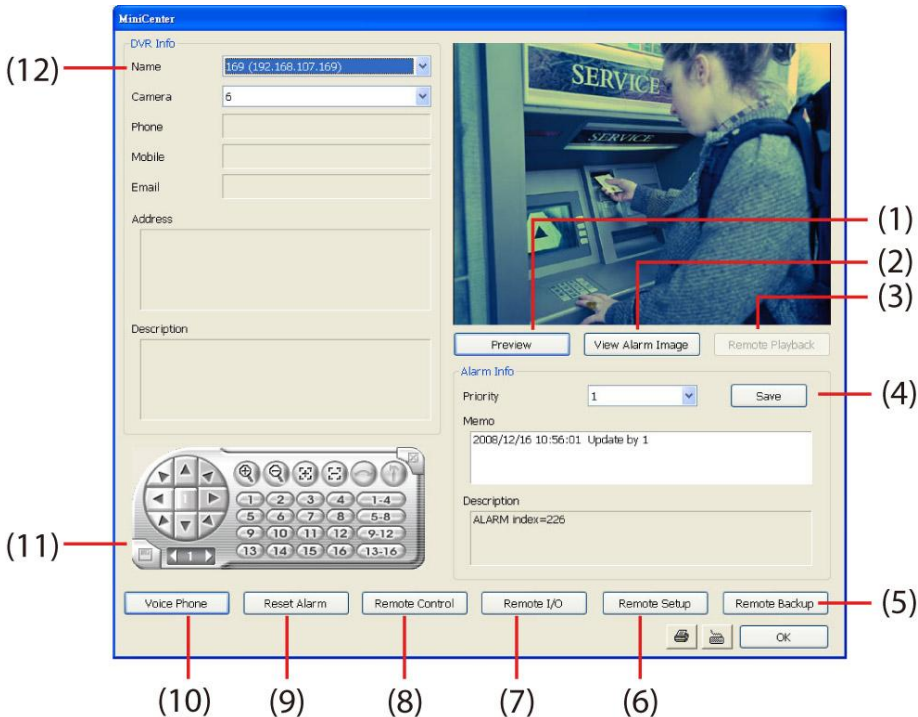 MiniCenter
DVR Info
Name
169 (192.168.107.169)
Camera
6
Phone
Mobile
Email
Address
Description
(12)
SERVICE
SERVICE
(1)
(2)
(3)
Preview
View Alarm Image
Remote Playback
Alarm Info
Priority
1
Save
(4)
Memo
2008/12/16 10:56:01 Update by 1
Description
ALARM index=226
1
1 2 3 4 1-4
5 6 7 8 5-8
9 10 11 12 9-12
13 14 15 16 13-16
1
(11)
Voice Phone
Reset Alarm
Remote Control
Remote I/O
Remote Setup
Remote Backup
(5)
OK
(10)
(9)
(8)
(7)
(6)